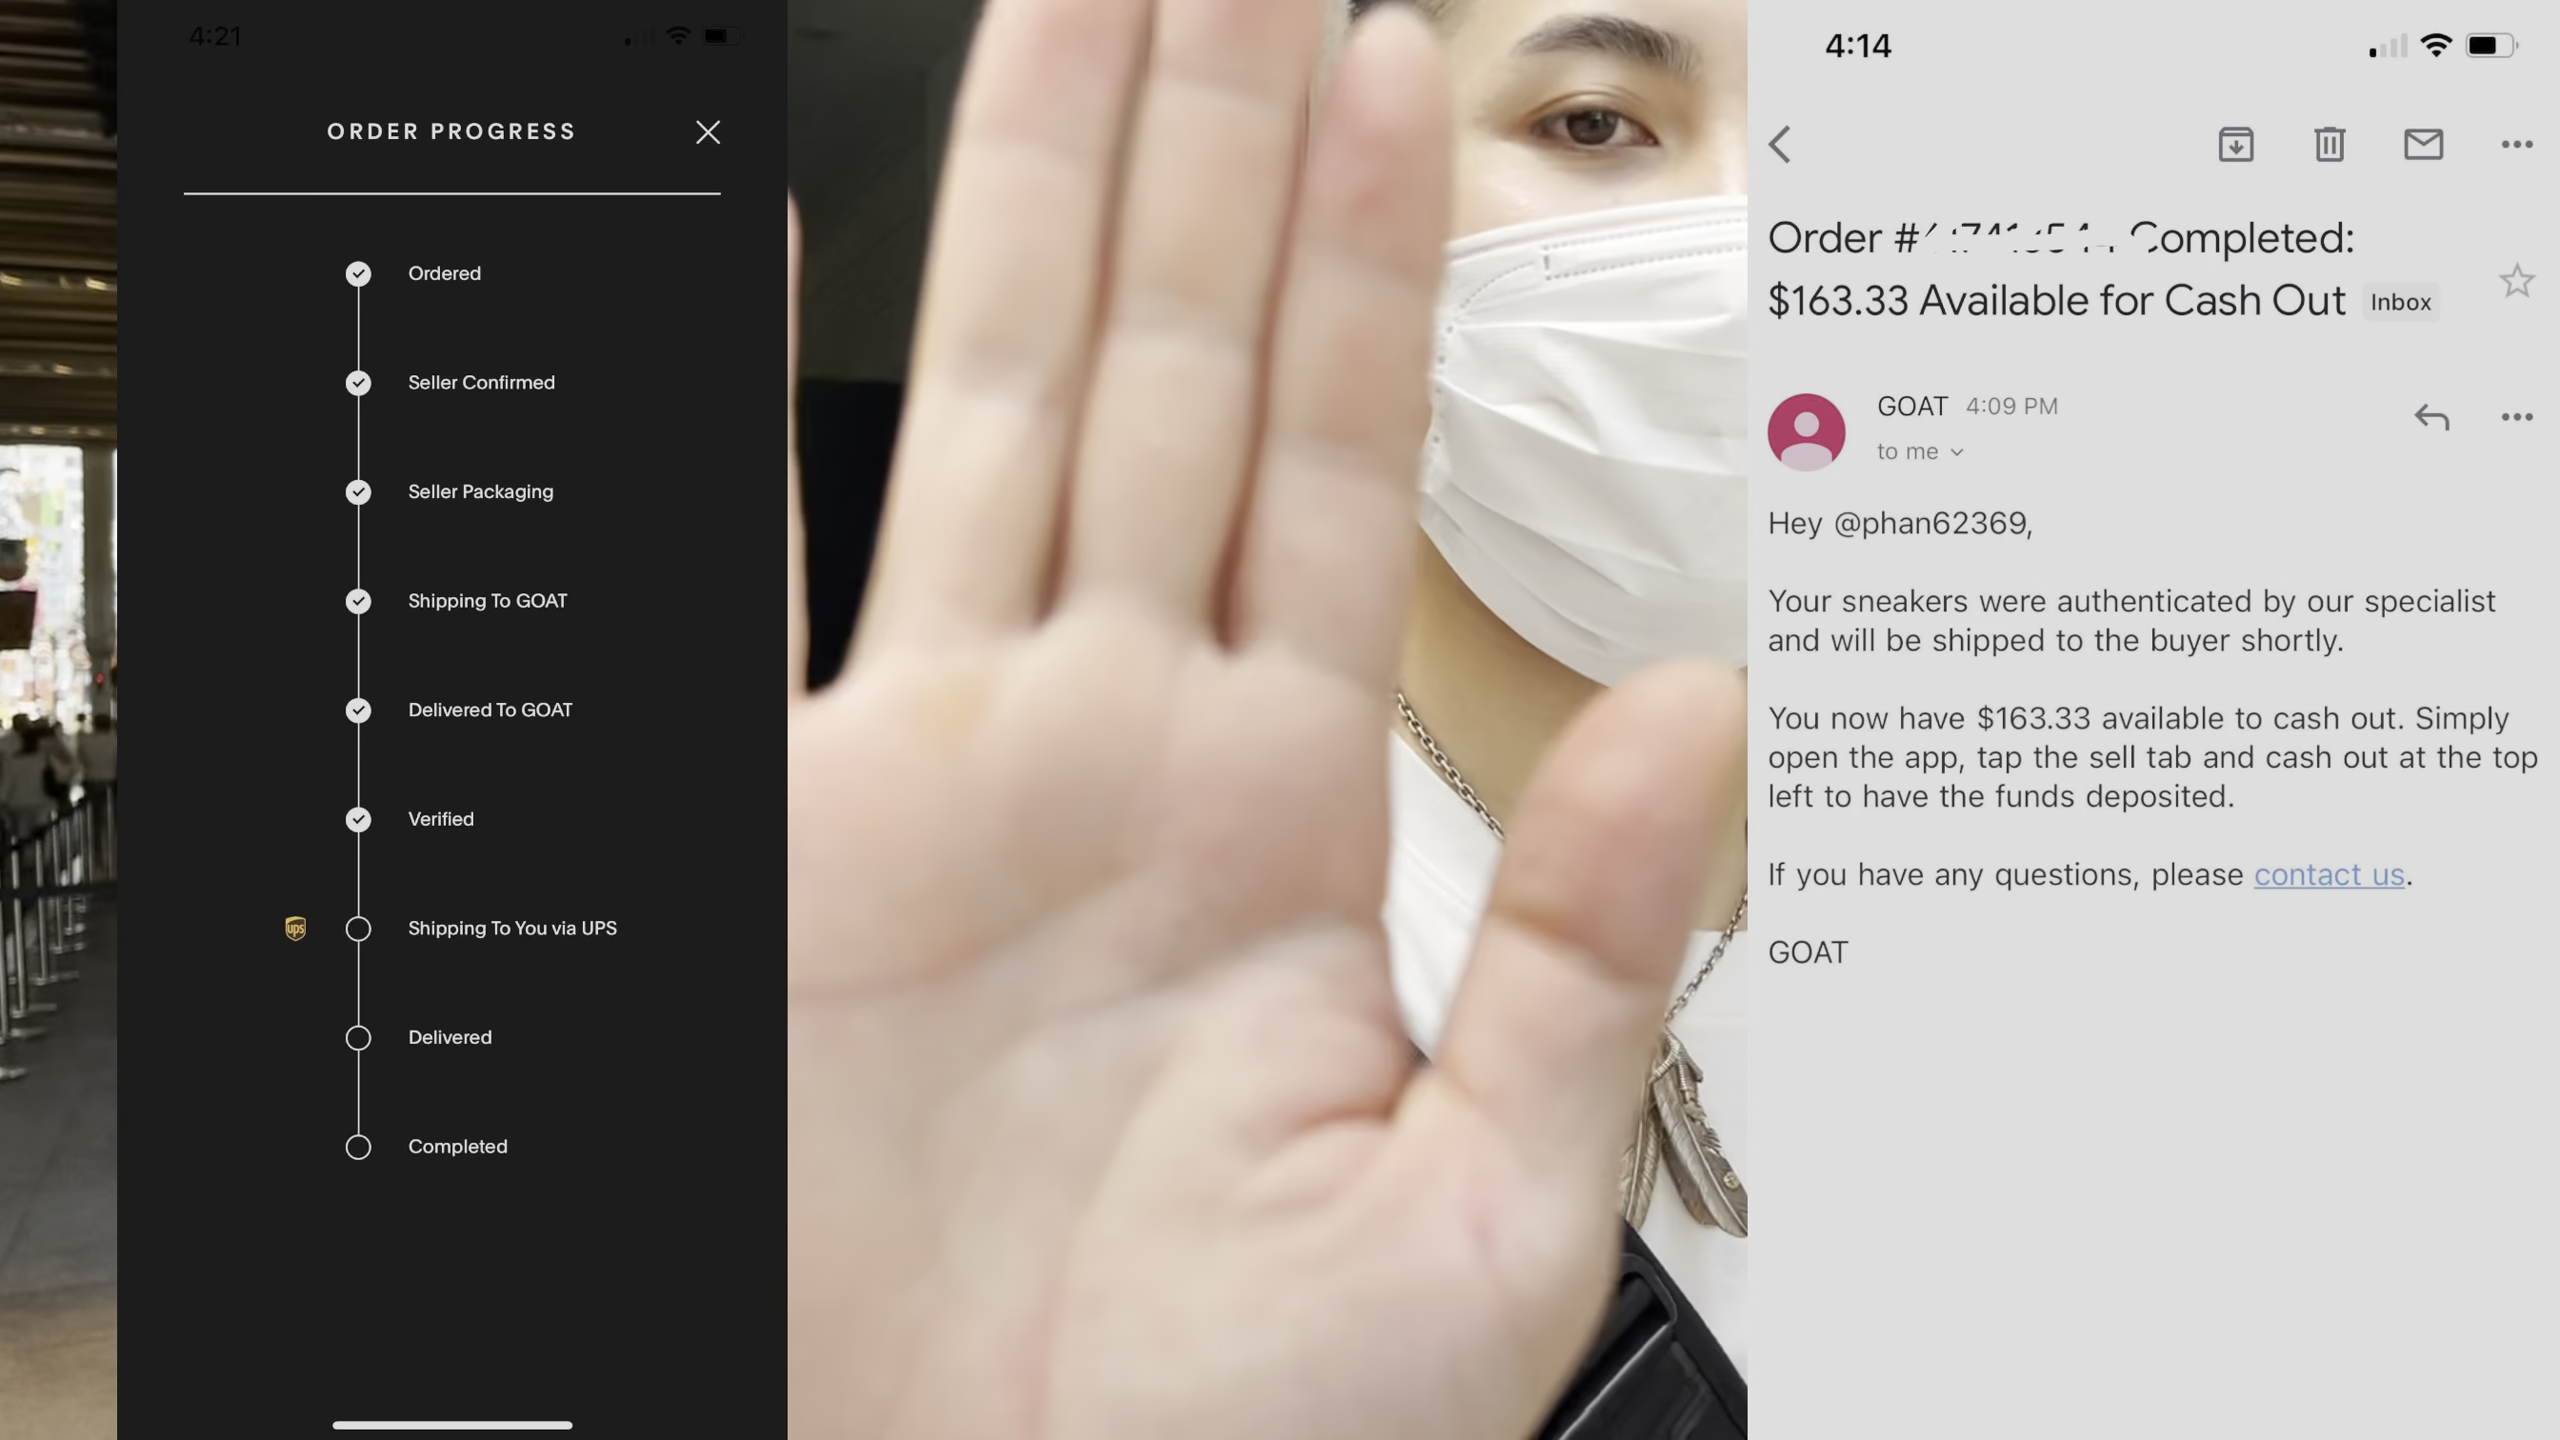 4:21
ORDER PROGRESS
Ordered
Seller Confirmed
Seller Packaging
Shipping To GOAT
Delivered To GOAT
Verified
ups
Shipping To You via UPS
Delivered
Completed
4:14
Order # Completed:
$163.33 Available for Cash Out Inbox
GOAT 4:09 PM
to me
Hey @phan62369,
Your sneakers were authenticated by our specialist
and will be shipped to the buyer shortly.
You now have $163.33 available to cash out. Simply
open the app, tap the sell tab and cash out at the top
left to have the funds deposited.
If you have any questions, please contact us.
GOAT